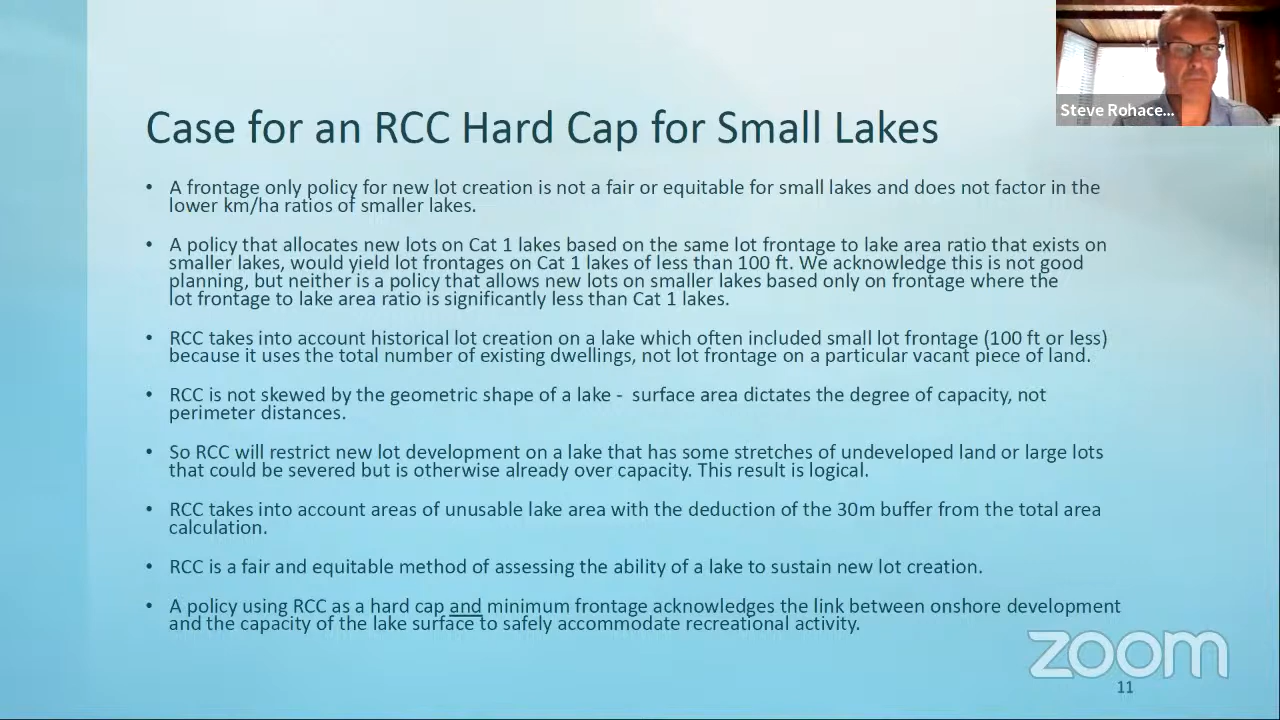 Steve Rohace...
Case for an RCC Hard Cap for Small Lakes
• A frontage only policy for new lot creation is not a fair or equitable for small lakes and does not factor in the
lower km/ha ratios of smaller lakes.
• A policy that allocates new lots on Cat 1 lakes based on the same lot frontage to lake area ratio that exists on
smaller lakes, would yield lot frontages on Cat 1 lakes of less than 100 ft. We acknowledge this is not good
planning, but neither is a policy that allows new lots on smaller lakes based only on frontage where the
lot frontage to lake area ratio is significantly less than Cat 1 lakes.
• RCC takes into account historical lot creation on a lake which often included small lot frontage (100 ft or less)
because it uses the total number of existing dwellings, not lot frontage on a particular vacant piece of land.
• RCC is not skewed by the geometric shape of a lake - surface area dictates the degree of capacity, not
perimeter distances.
• So RCC will restrict new lot development on a lake that has some stretches of undeveloped land or large lots
that could be severed but is otherwise already over capacity. This result is logical.
• RCC takes into account areas of unusable lake area with the deduction of the 30m buffer from the total area
calculation.
• RCC is a fair and equitable method of assessing the ability of a lake to sustain new lot creation.
• A policy using RCC as a hard cap and minimum frontage acknowledges the link between onshore development
and the capacity of the lake surface to safely accommodate recreational activity.
zoom
11